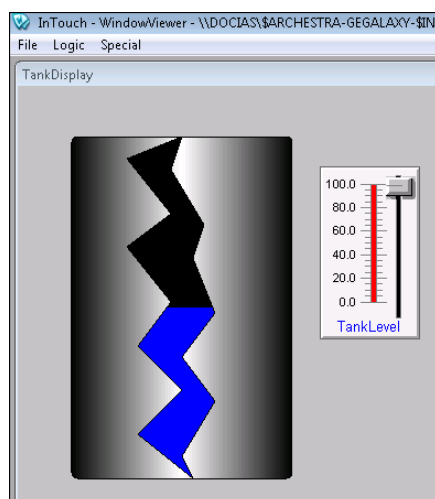 InTouch - WindowViewer - \\DOCIAS\$ARCHESTRA-GEGALAXY-$IN
File Logic Special
TankDisplay
100.0
80.0
60.0
40.0
20.0
0.0
TankLevel